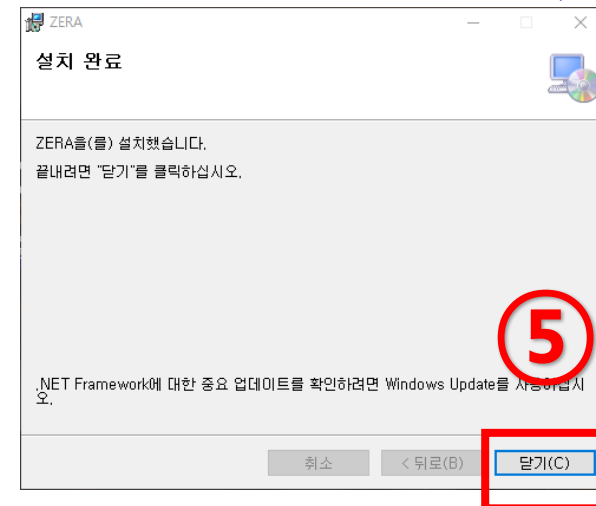 ZERA
설치 완료
ZERA을(를) 설치했습니다.
끝내려면 "닫기"를 클릭하십시오.
5
.NET Framework에 대한 중요 업데이트를 확인하려면 Windows Update를 사용하십시
오.
취소 < 뒤로(B) 닫기(C)